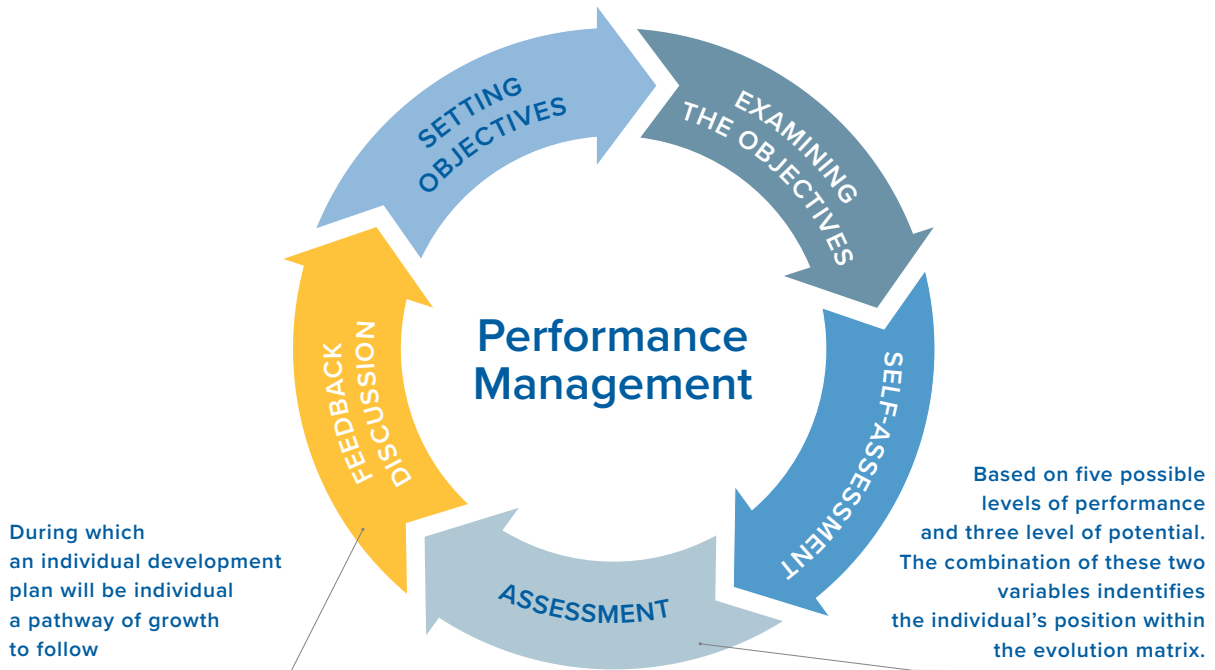 SETTING
OBJECTIVES
EXAMINING
THE OBJECTIVES
Performance
Management
SELF-ASSESSMENT
FEEDBACK
DISCUSSION
ASSESSMENT
Based on five possible
levels of performance
and three level of potential.
The combination of these two
variables indentifies
the individual's position within
the evolution matrix.
During which
an individual development
plan will be individual
a pathway of growth
to follow